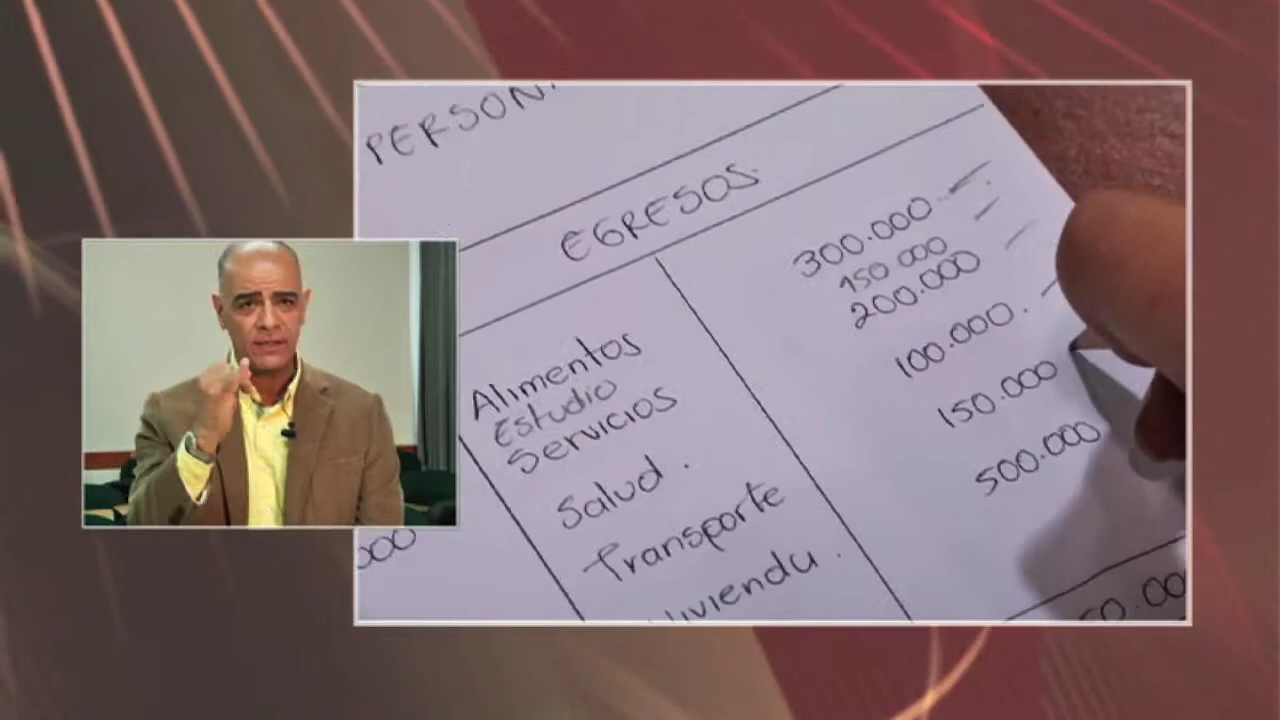 PERSON
EGRESOS
Alimentos 300.000
Estudio 150 000
Servicios 200.000
Salud. 100.000.
Transporte 150.000
500.000